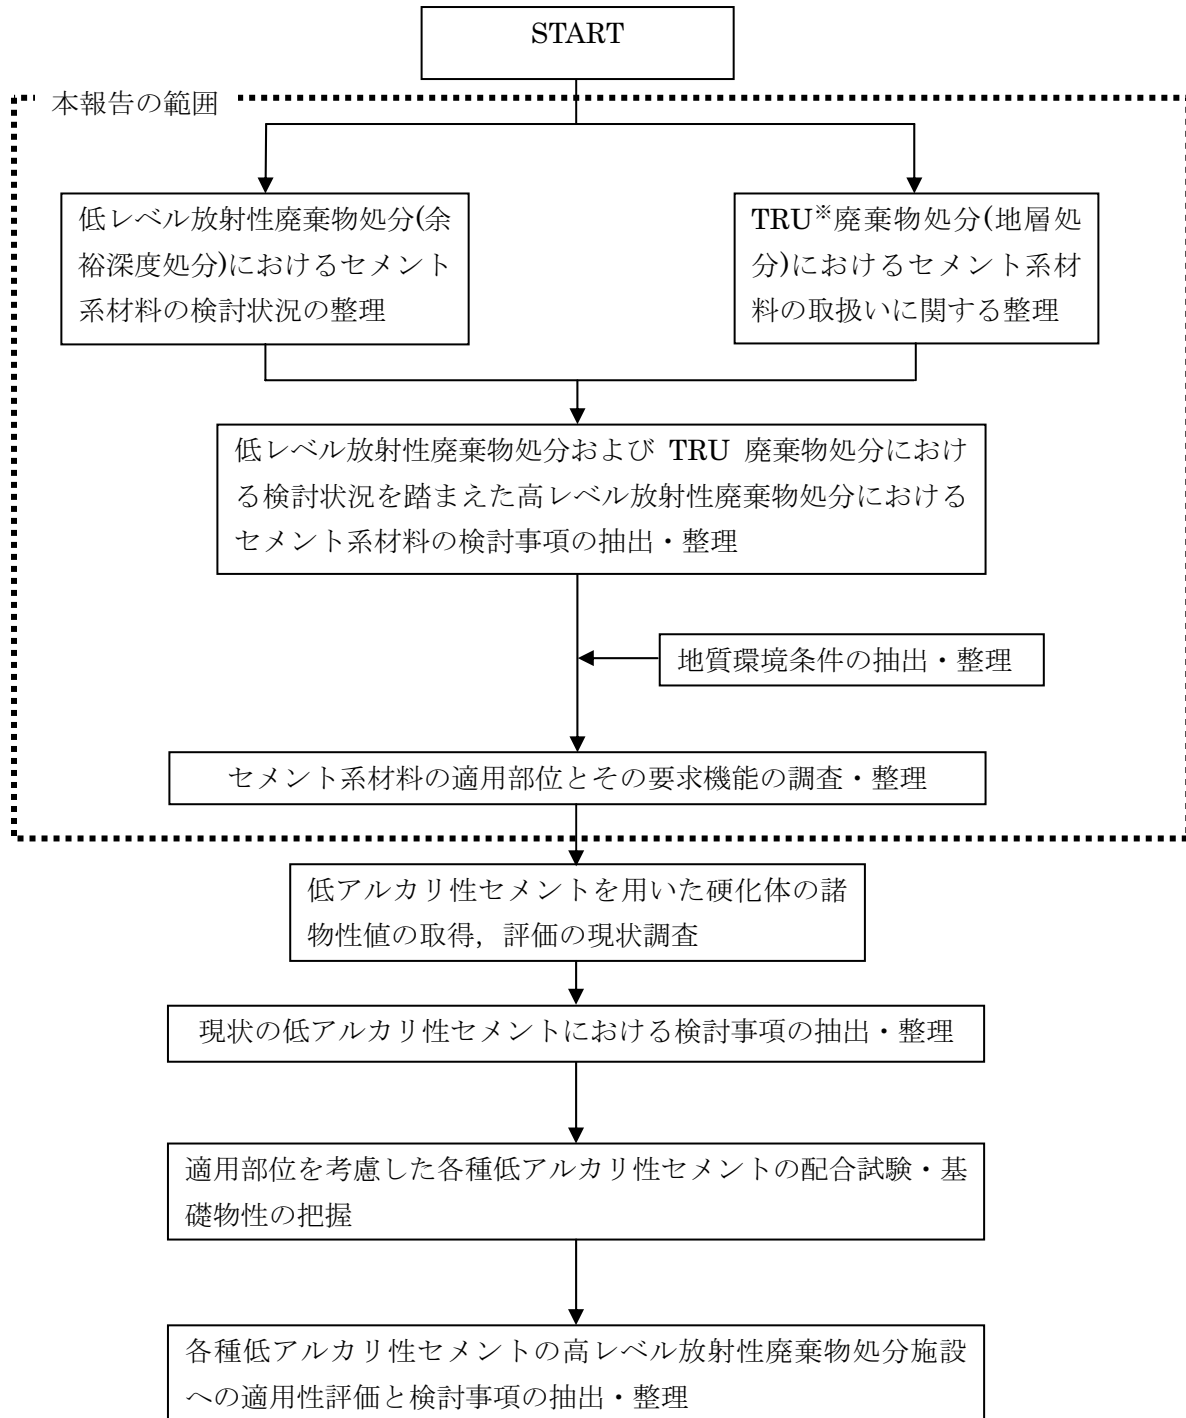 START
本報告の範囲
低レベル放射性廃棄物処分(余
裕深度処分)におけるセメント
系材料の検討状況の整理
TRU※廃棄物処分(地層処
分)におけるセメント系材
料の取扱いに関する整理
低レベル放射性廃棄物処分および TRU 廃棄物処分におけ
る検討状況を踏まえた高レベル放射性廃棄物処分における
セメント系材料の検討事項の抽出・整理
地質環境条件の抽出・整理
セメント系材料の適用部位とその要求機能の調査・整理
低アルカリ性セメントを用いた硬化体の諸
物性値の取得，評価の現状調査
現状の低アルカリ性セメントにおける検討事項の抽出・整理
適用部位を考慮した各種低アルカリ性セメントの配合試験・基
礎物性の把握
各種低アルカリ性セメントの高レベル放射性廃棄物処分施設
への適用性評価と検討事項の抽出・整理